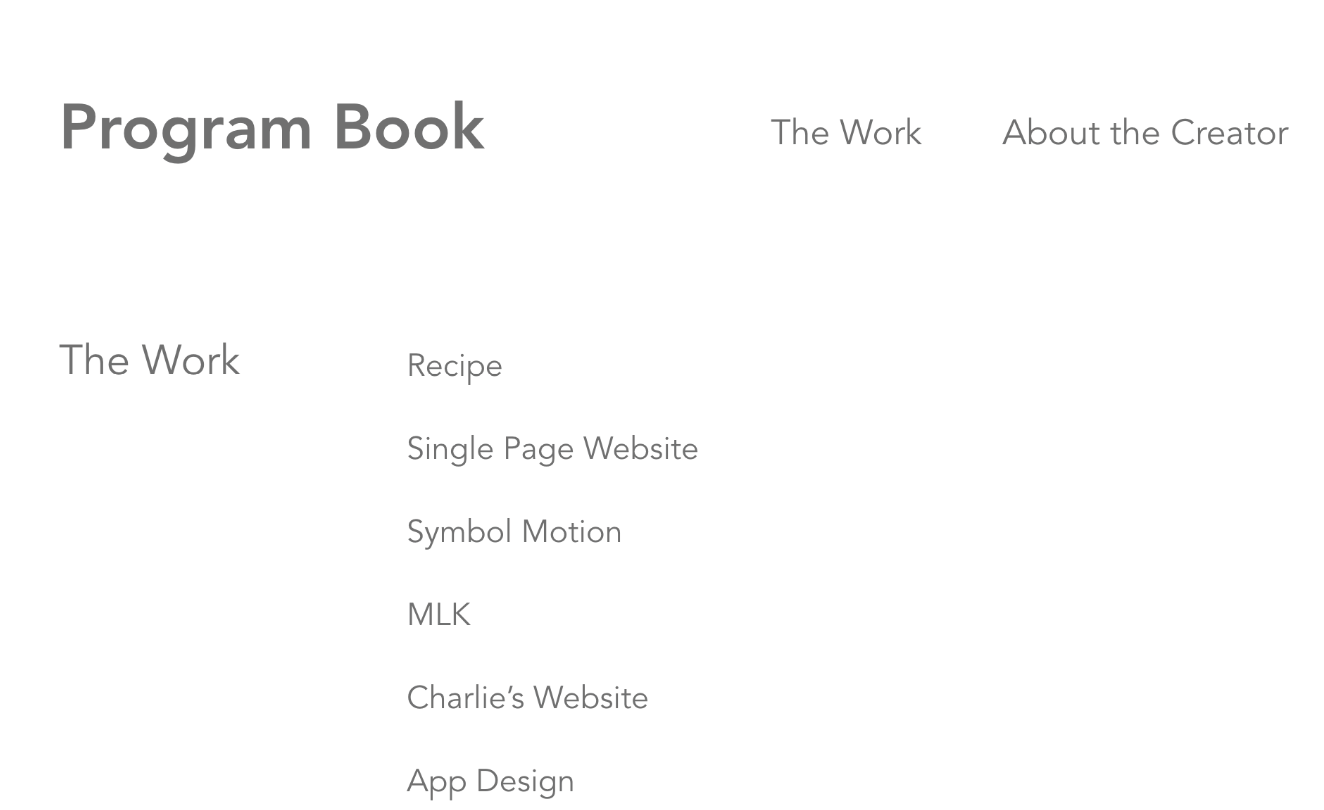 Program Book
The Work
About the Creator
The Work
Recipe
Single Page Website
Symbol Motion
MLK
Charlie’s Website
App Design